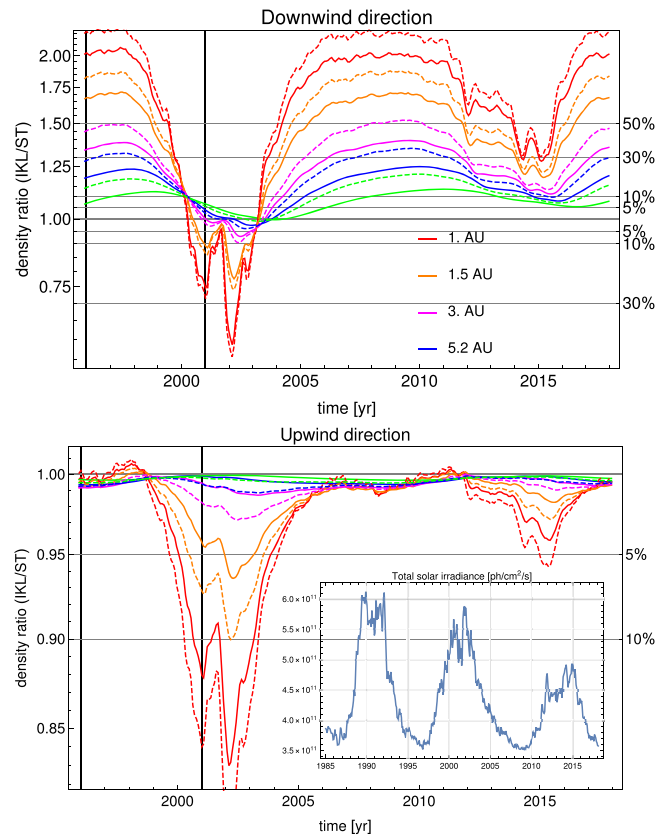 Downwind direction
density ratio (IKL/ST)
2.00
1.75
1.50
1.25
1.00
0.75
50%
30%
10%
5%
5%
10%
30%
1. AU
1.5 AU
3. AU
5.2 AU
2000 2005 2010 2015
time [yr]
Upwind direction
density ratio (IKL/ST)
1.00
0.95
0.90
0.85
5%
10%
Total solar irradiance [ph/cm²/s]
6.0×10¹¹
5.5×10¹¹
5.0×10¹¹
4.5×10¹¹
4.0×10¹¹
3.5×10¹¹
1985 1990 1995 2000 2005 2010 2015
2000 2005 2010 2015
time [yr]